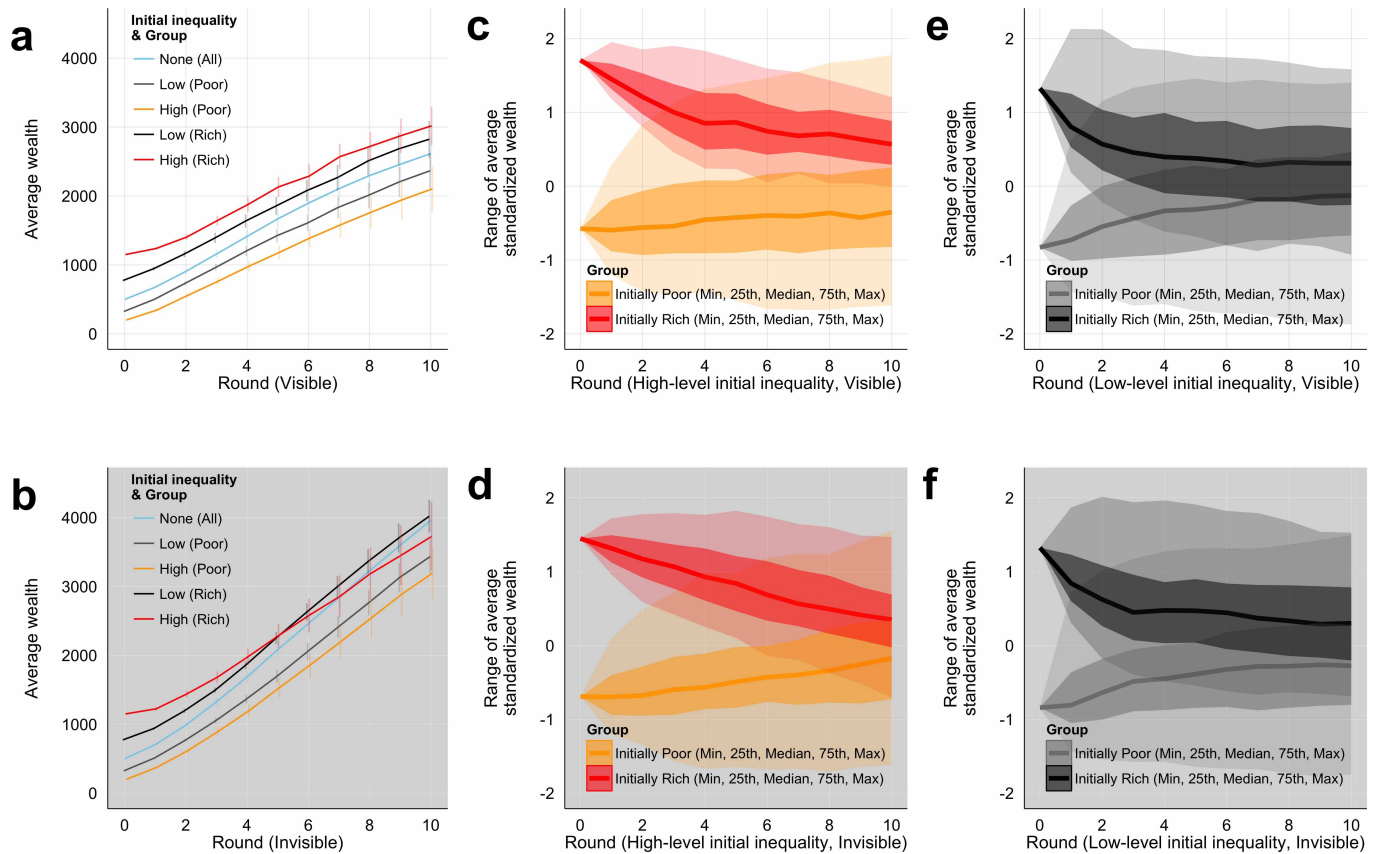 a
Initial inequality
& Group
None (All)
Low (Poor)
High (Poor)
Low (Rich)
High (Rich)
Average wealth
4000
3000
2000
1000
0
0 2 4 6 8 10
Round (Visible)
c
Range of average
standardized wealth
2
1
0
-1
-2
Group
Initially Poor (Min, 25th, Median, 75th, Max)
Initially Rich (Min, 25th, Median, 75th, Max)
0 2 4 6 8 10
Round (High-level initial inequality, Visible)
e
Range of average
standardized wealth
2
1
0
-1
-2
Group
Initially Poor (Min, 25th, Median, 75th, Max)
Initially Rich (Min, 25th, Median, 75th, Max)
0 2 4 6 8 10
Round (Low-level initial inequality, Visible)
b
Initial inequality
& Group
None (All)
Low (Poor)
High (Poor)
Low (Rich)
High (Rich)
Average wealth
4000
3000
2000
1000
0
0 2 4 6 8 10
Round (Invisible)
d
Range of average
standardized wealth
2
1
0
-1
-2
Group
Initially Poor (Min, 25th, Median, 75th, Max)
Initially Rich (Min, 25th, Median, 75th, Max)
0 2 4 6 8 10
Round (High-level initial inequality, Invisible)
f
Range of average
standardized wealth
2
1
0
-1
-2
Group
Initially Poor (Min, 25th, Median, 75th, Max)
Initially Rich (Min, 25th, Median, 75th, Max)
0 2 4 6 8 10
Round (Low-level initial inequality, Invisible)